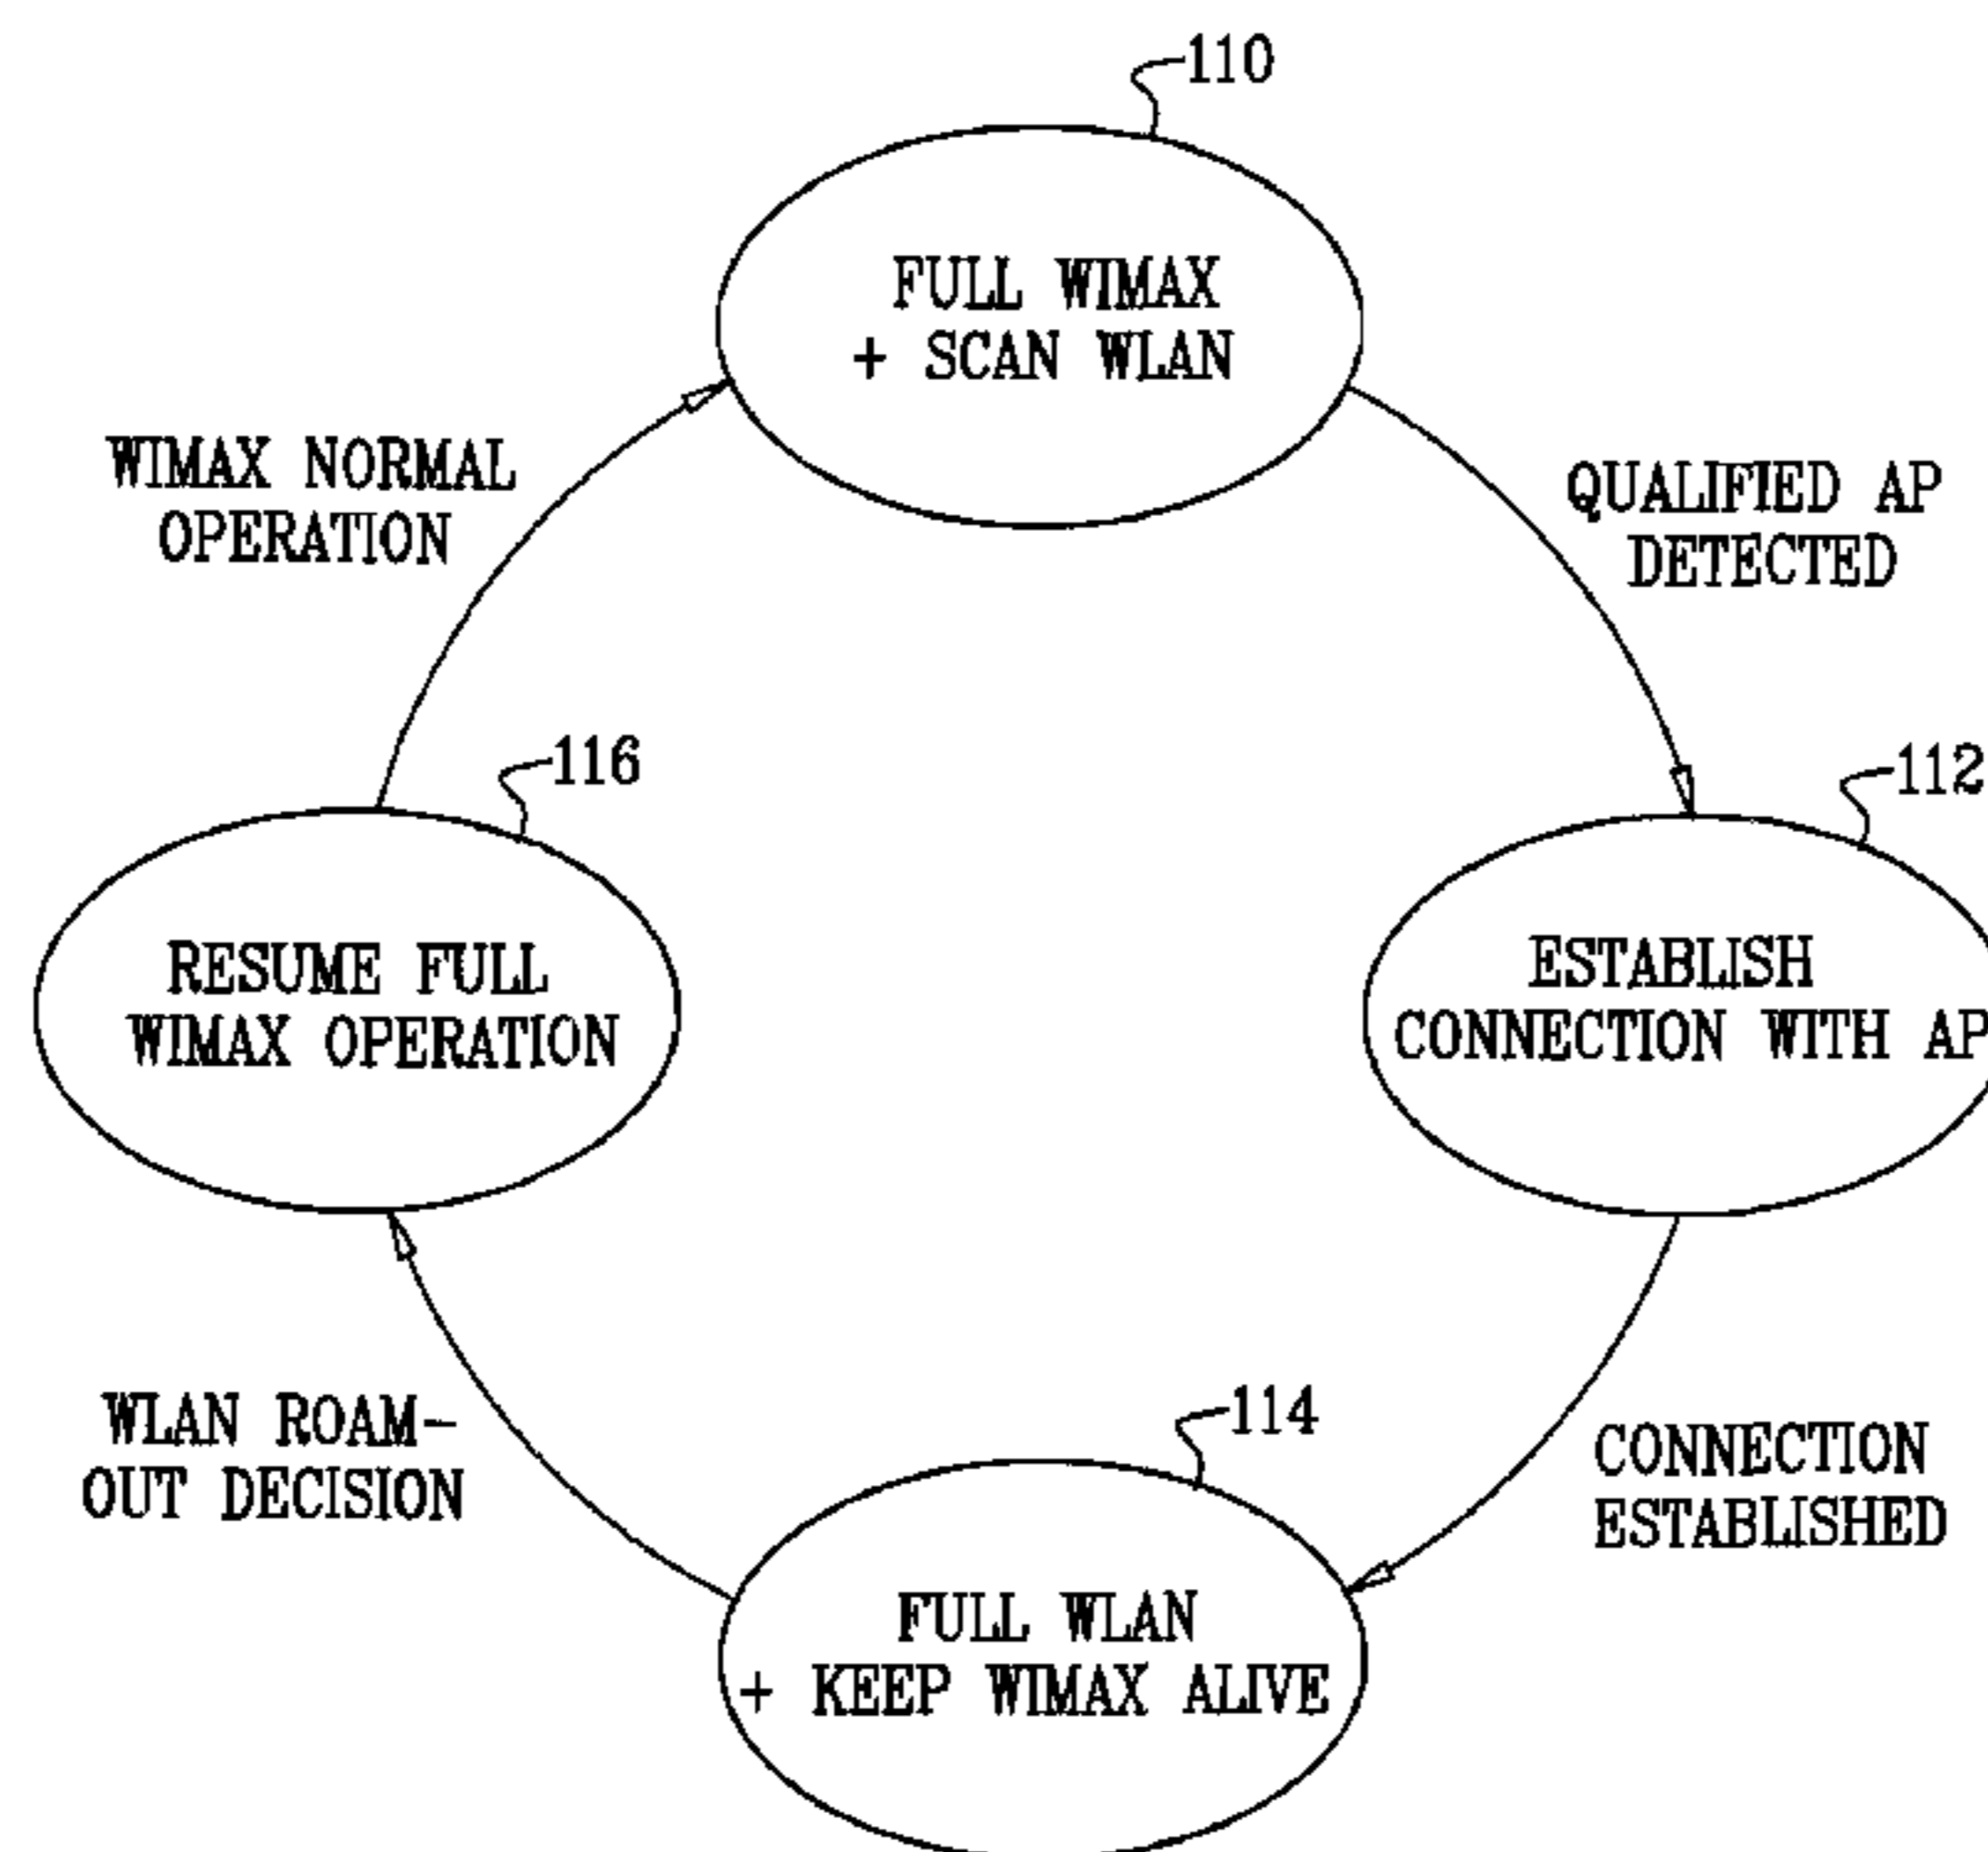 110
FULL WIMAX
+ SCAN WLAN
WIMAX NORMAL
OPERATION
QUALIFIED AP
DETECTED
116
112
RESUME FULL
WIMAX OPERATION
ESTABLISH
CONNECTION WITH AP
WLAN ROAM-
OUT DECISION
114
CONNECTION
ESTABLISHED
FULL WLAN
+ KEEP WIMAX ALIVE